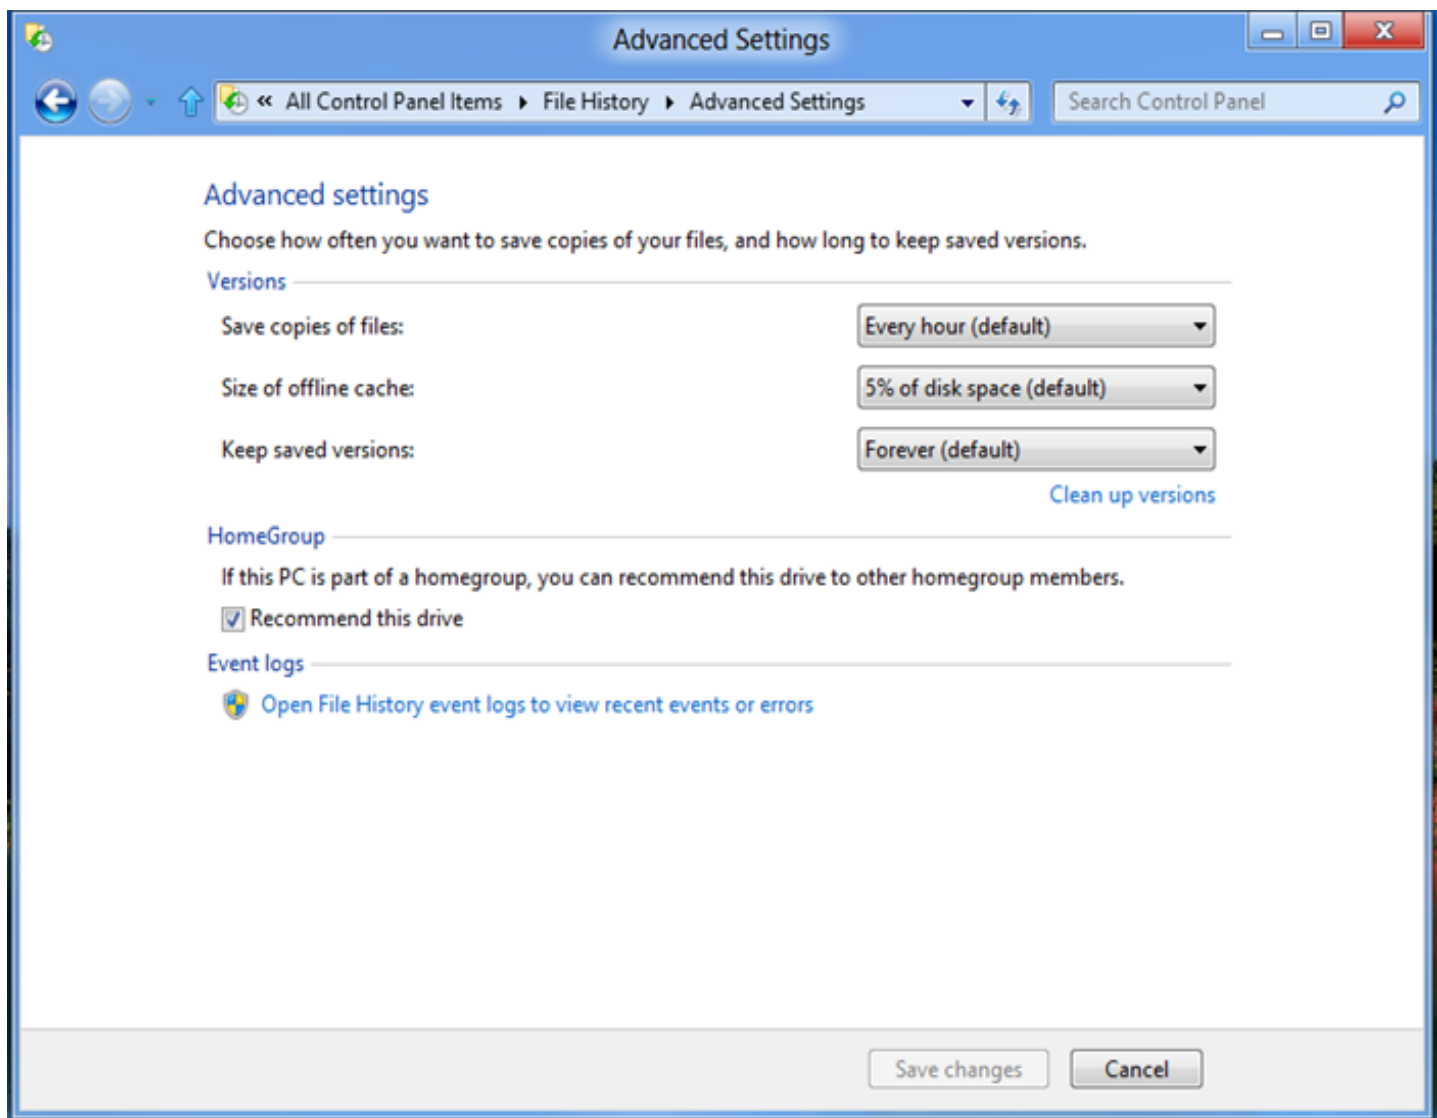 Advanced Settings
« All Control Panel Items ▸ File History ▸ Advanced Settings
Search Control Panel
Advanced settings
Choose how often you want to save copies of your files, and how long to keep saved versions.
Versions
Save copies of files: Every hour (default)
Size of offline cache: 5% of disk space (default)
Keep saved versions: Forever (default)
Clean up versions
HomeGroup
If this PC is part of a homegroup, you can recommend this drive to other homegroup members.
Recommend this drive
Event logs
Open File History event logs to view recent events or errors
Save changes Cancel